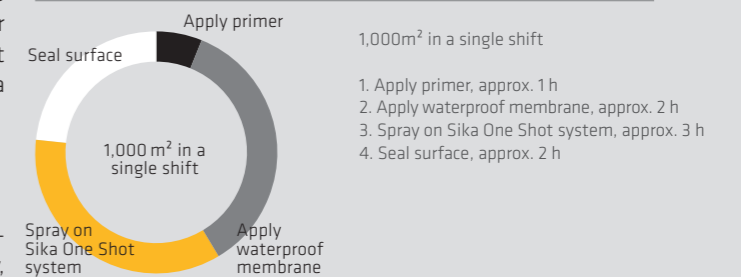 Apply primer
Seal surface
1,000 m² in a
single shift
Spray on
Sika One Shot
system
Apply
waterproof
membrane
1,000m² in a single shift
1. Apply primer, approx. 1 h
2. Apply waterproof membrane, approx. 2 h
3. Spray on Sika One Shot system, approx. 3 h
4. Seal surface, approx. 2 h